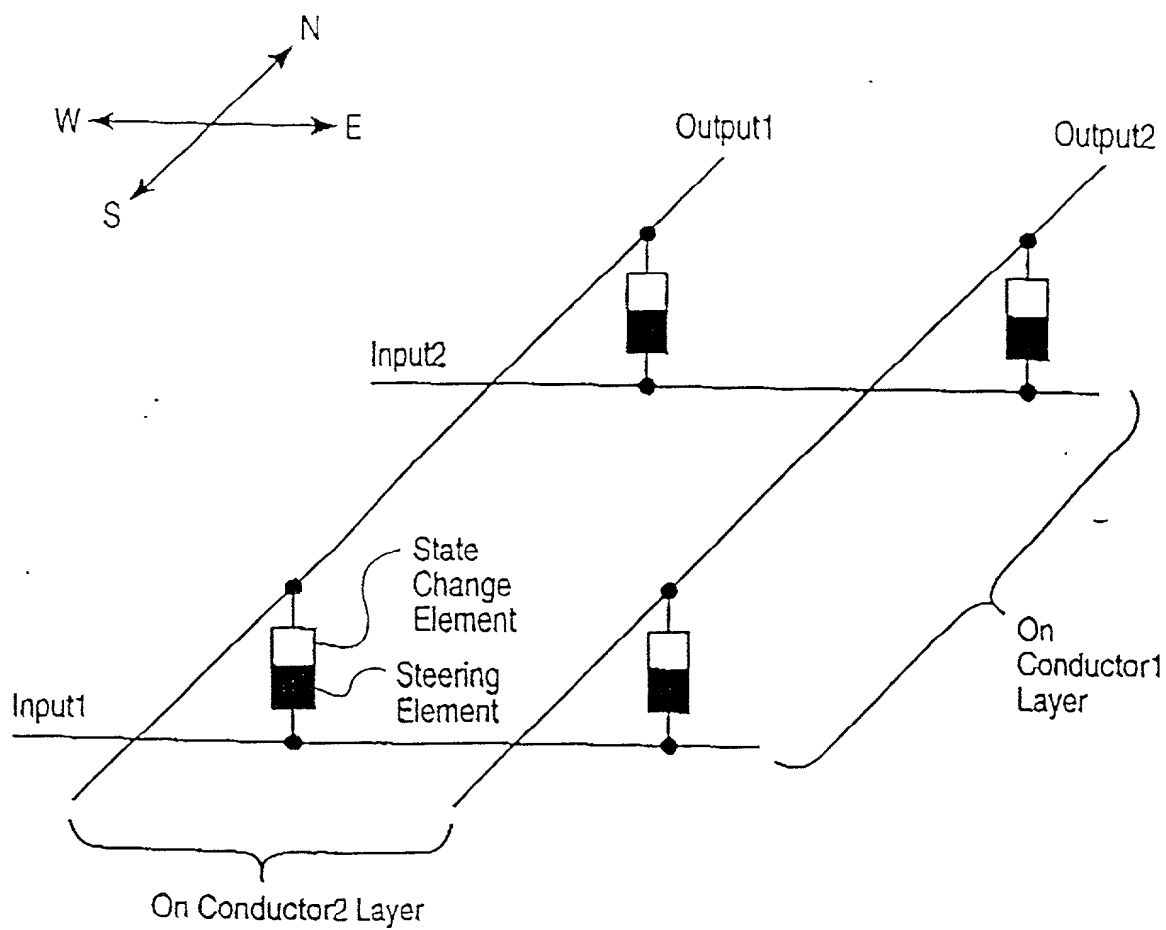 N
W
E
S
Output1
Output2
Input2
State
Change
Element
Steering
Element
Input1
On
Conductor1
Layer
On Conductor2 Layer